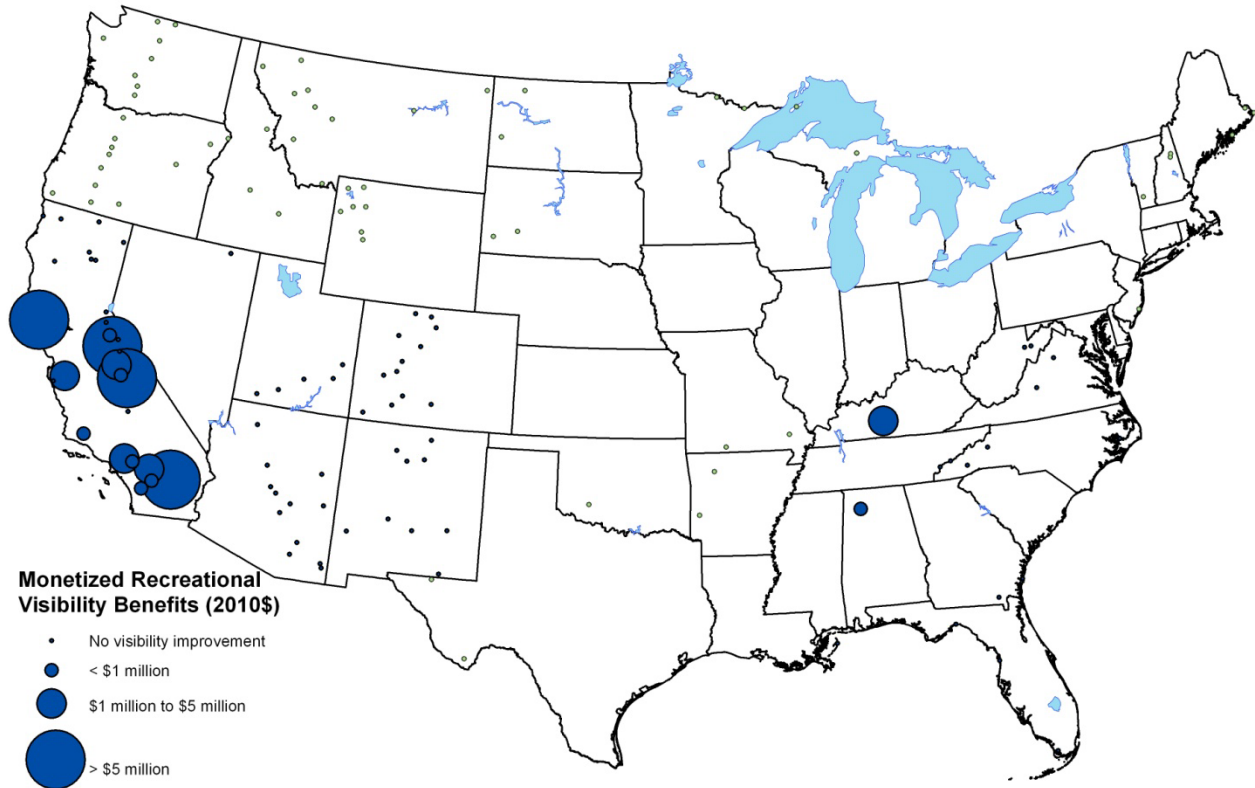 Monetized Recreational
Visibility Benefits (2010$)
No visibility improvement
< $1 million
$1 million to $5 million
> $5 million